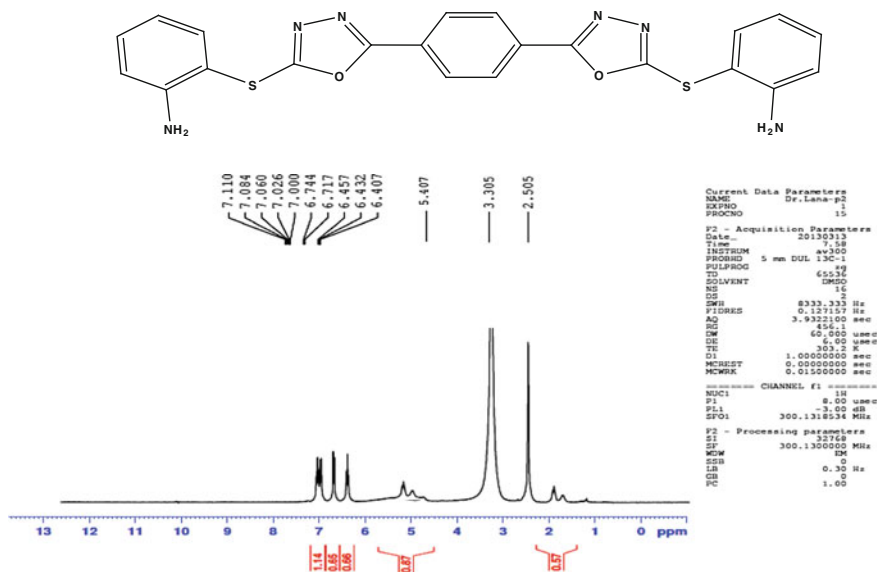 N N N N
S O O S
NH2 H2N
7.110
7.084
7.060
7.026
7.000
6.744
6.717
6.457
6.432
6.407
5.407
3.305
2.505
Current Data Parameters
NAME Dr.Lana-p2
EXPNO 1
PROCNO 15
F2 - Acquisition Parameters
Date_ 20130313
Time 7.58
INSTRUM av300
PROBHD 5 mm DUL 13C-1
PULPROG zg
TD 65536
SOLVENT DMSO
NS 16
DS 2
SWH 8333.333 Hz
FIDRES 0.127157 Hz
AQ 3.9322100 sec
RG 456.1
DW 60.000 usec
DE 6.00 usec
TE 303.2 K
D1 1.00000000 sec
MCREST 0.00000000 sec
MCWRK 0.01500000 sec
======== CHANNEL f1 ========
NUC1 1H
P1 8.00 usec
PL1 -3.00 dB
SFO1 300.1318534 MHz
F2 - Processing parameters
SI 32768
SF 300.1300000 MHz
WDW EM
SSB 0
LB 0.30 Hz
GB 0
PC 1.00
13 12 11 10 9 8 7 6 5 4 3 2 1 0 ppm
1.14 0.65 0.66 0.87 0.57